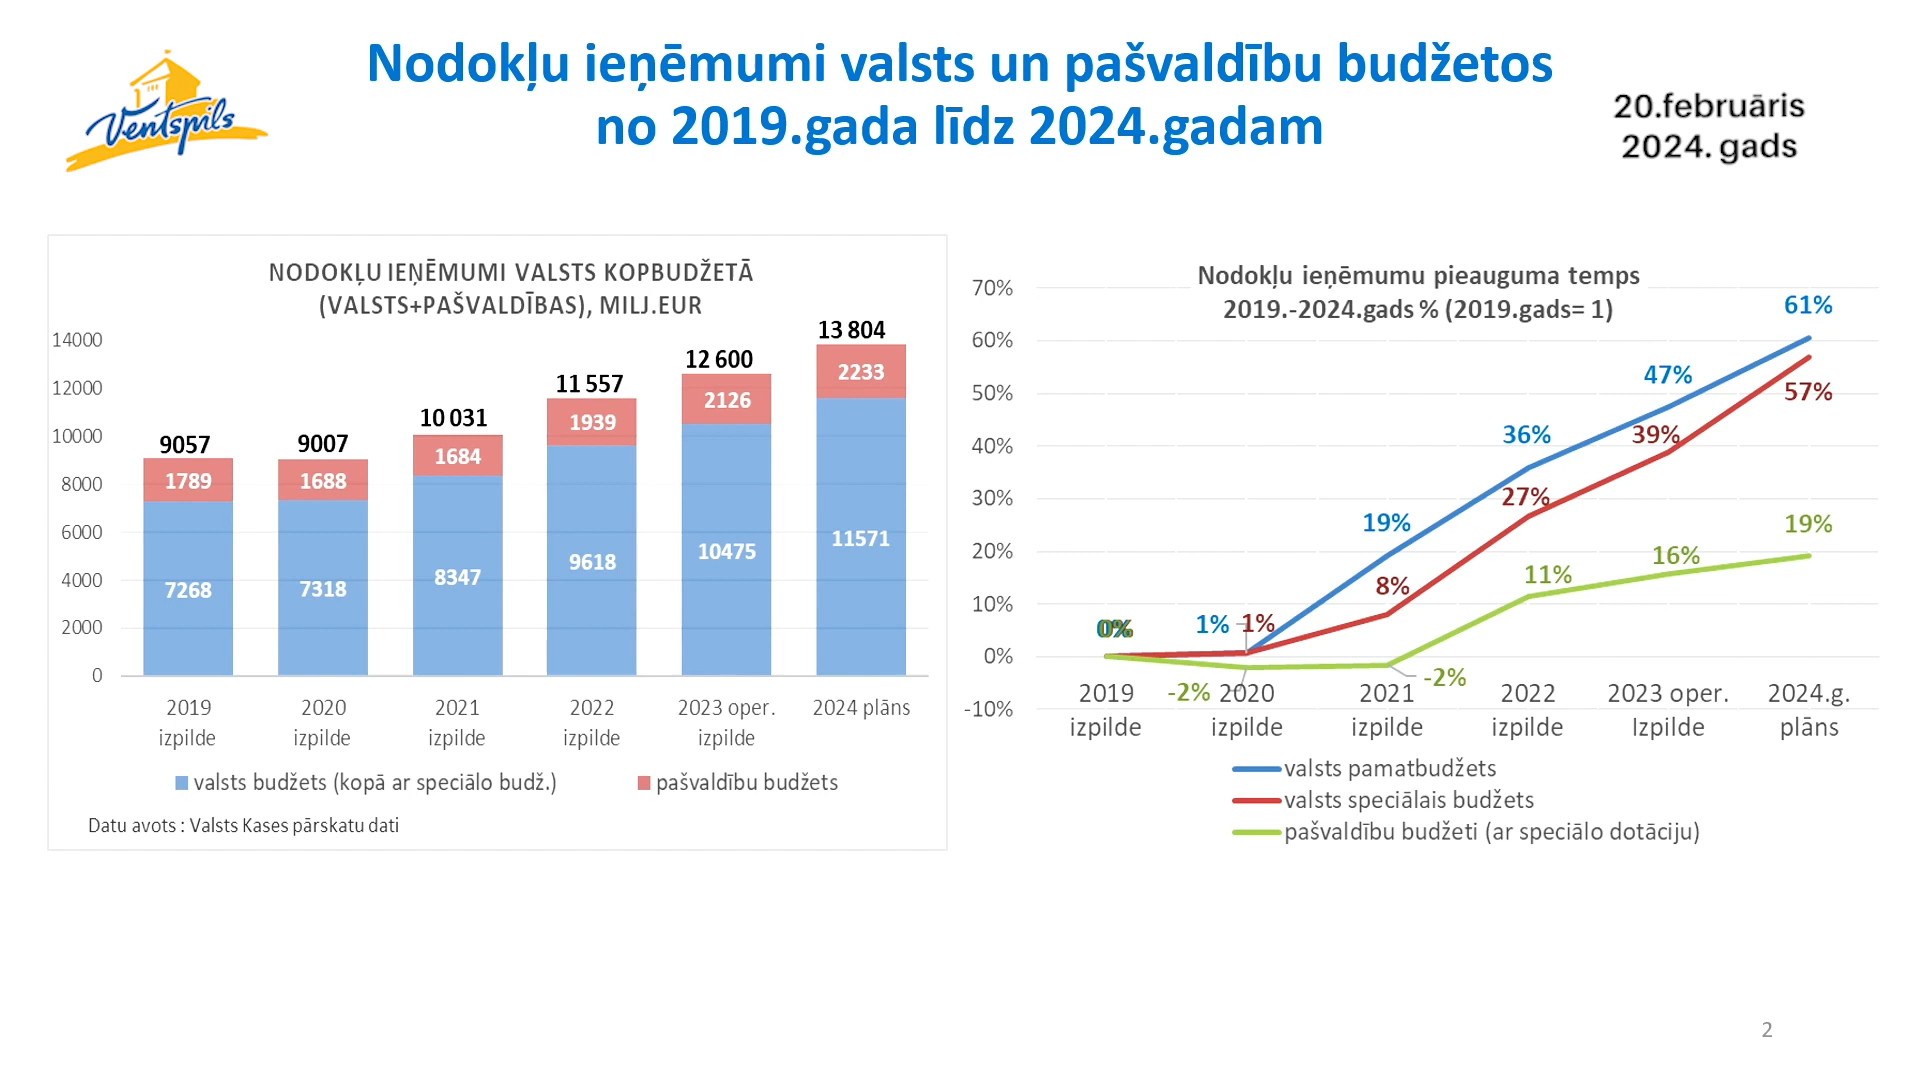 Ventspils
Nodokļu ieņēmumi valsts un pašvaldību budžetos
no 2019.gada līdz 2024.gadam
20.februāris
2024. gads
NODOKĻU IEŅĒMUMI VALSTS KOPBUDŽETĀ
(VALSTS+PAŠVALDĪBAS), MILJ.EUR
14000
12000
10000
8000
6000
4000
2000
0
9057
1789
7268
9007
1688
7318
10 031
1684
8347
11 557
1939
9618
12 600
2126
10475
13 804
2233
11571
2019
izpilde
2020
izpilde
2021
izpilde
2022
izpilde
2023 oper.
izpilde
2024 plāns
valsts budžets (kopā ar speciālo budž.)
pašvaldību budžets
Datu avots : Valsts Kases pārskatu dati
Nodokļu ieņēmumu pieauguma temps
2019.-2024.gads % (2019.gads= 1)
70%
60%
50%
40%
30%
20%
10%
0%
-10%
0%
1%
1%
-2%
19%
8%
-2%
36%
27%
11%
47%
39%
16%
61%
57%
19%
2019
izpilde
2020
izpilde
2021
izpilde
2022
izpilde
2023 oper.
Izpilde
2024.g.
plāns
valsts pamatbudžets
valsts speciālais budžets
pašvaldību budžeti (ar speciālo dotāciju)
2